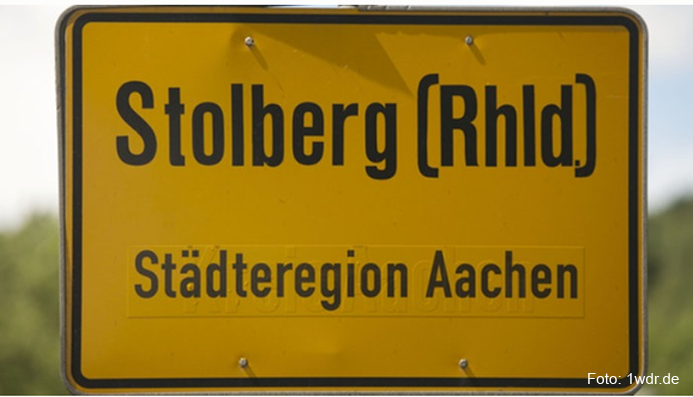 Stolberg (Rhld.)
Städteregion Aachen
Foto: 1wdr.de